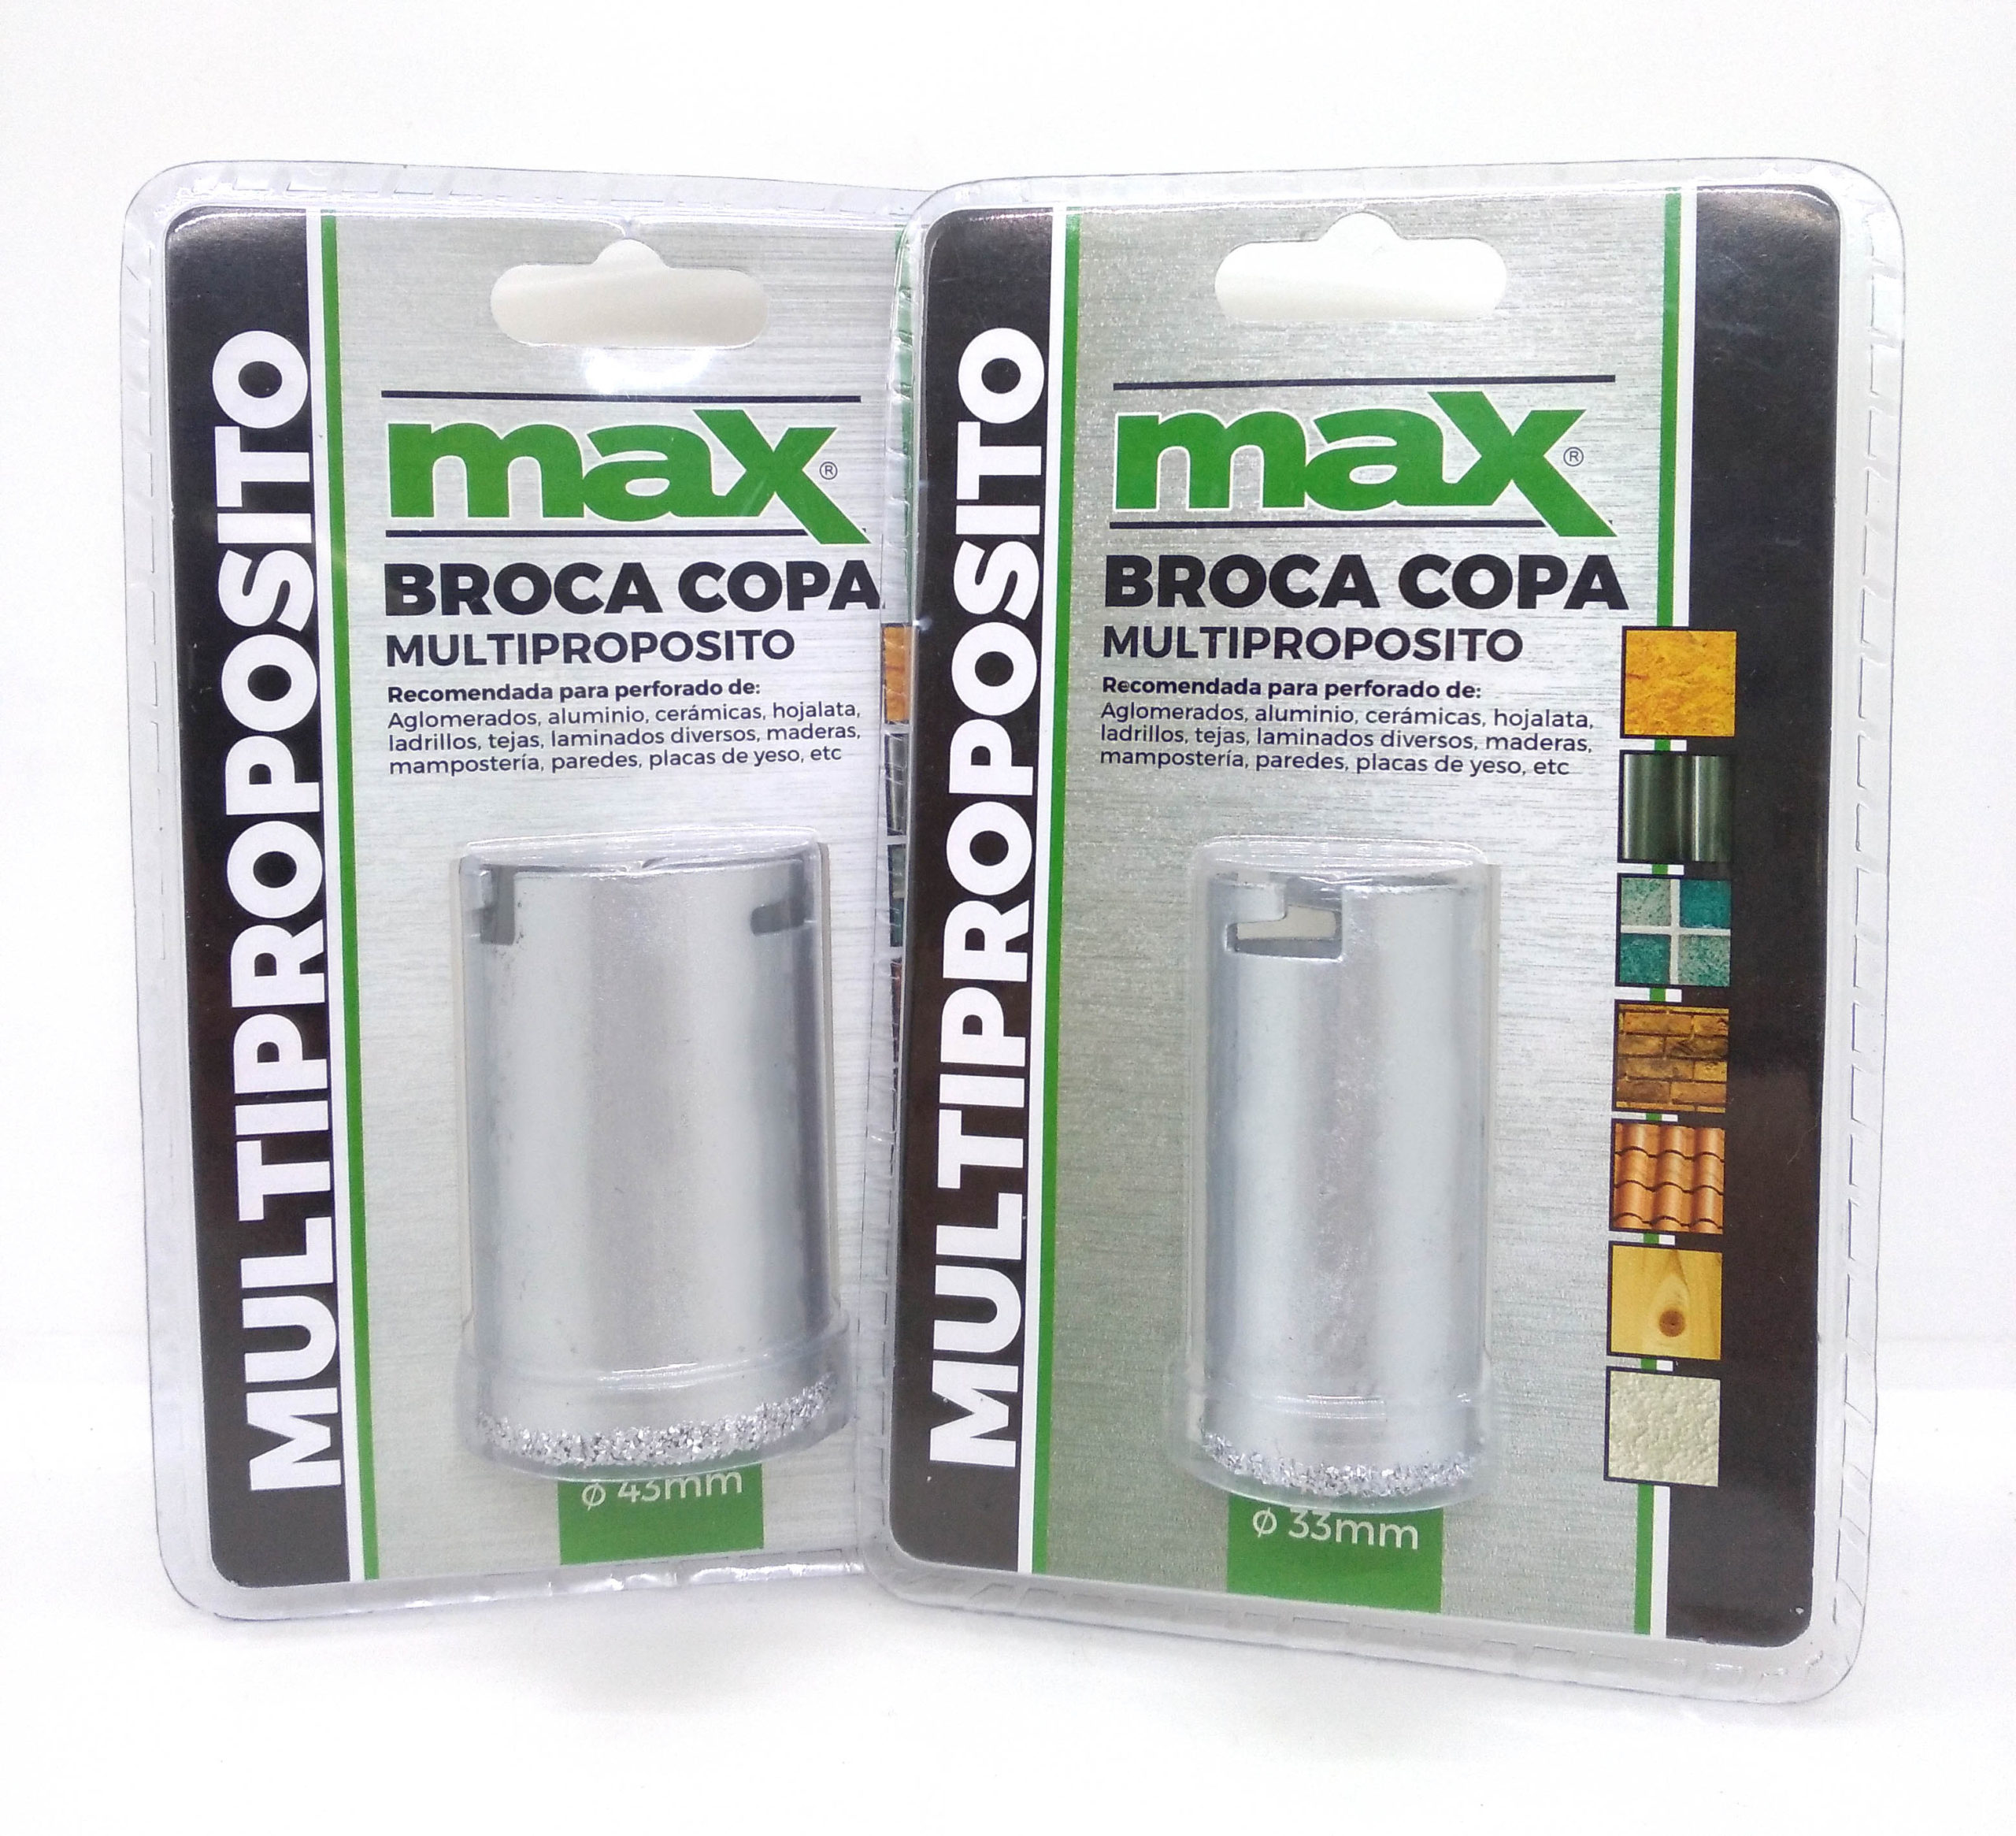 MULTIPROPOSITO
max®
BROCA COPA
MULTIPROPOSITO
Recomendada para perforado de:
Aglomerados, aluminio, cerámicas, hojalata,
ladrillos, tejas, laminados diversos, maderas,
mampostería, paredes, placas de yeso, etc
ø 43mm
MULTIPROPOSITO
max®
BROCA COPA
MULTIPROPOSITO
Recomendada para perforado de:
Aglomerados, aluminio, cerámicas, hojalata,
ladrillos, tejas, laminados diversos, maderas,
mampostería, paredes, placas de yeso, etc
ø 33mm